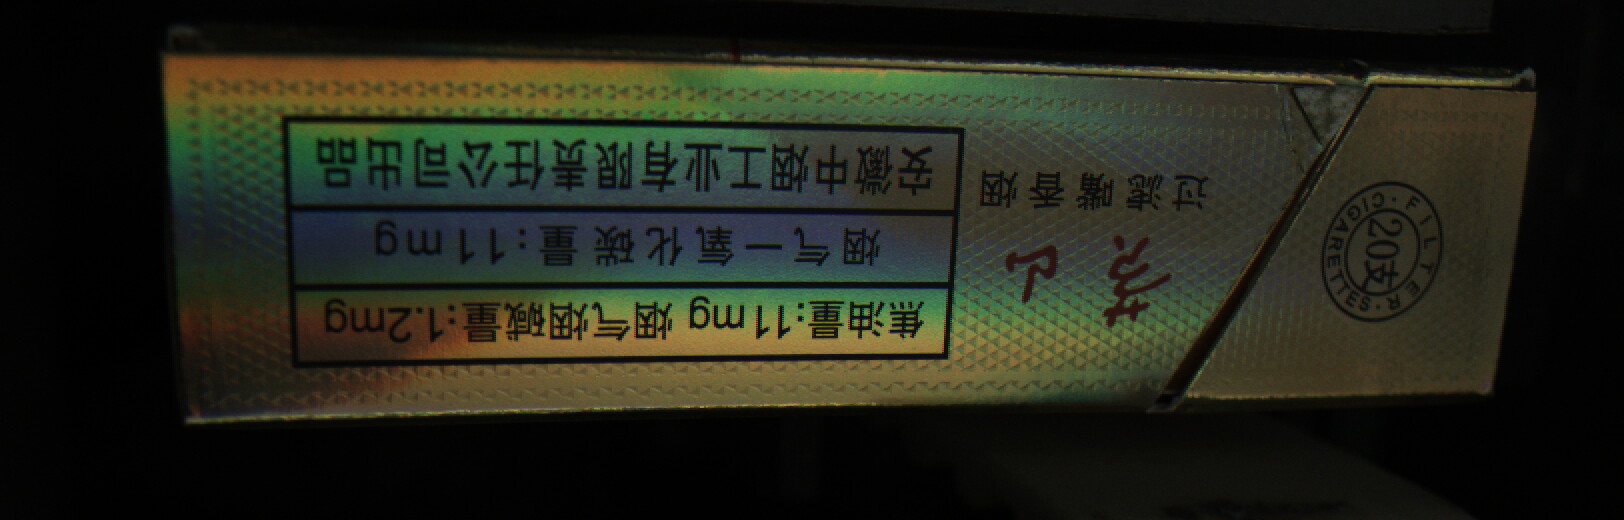 FILTER
CIGARETTES
20支
黄山
过滤嘴香烟
焦油量:11mg 烟气烟碱量:1.2mg
烟气一氧化碳量:11mg
安徽中烟工业有限责任公司出品